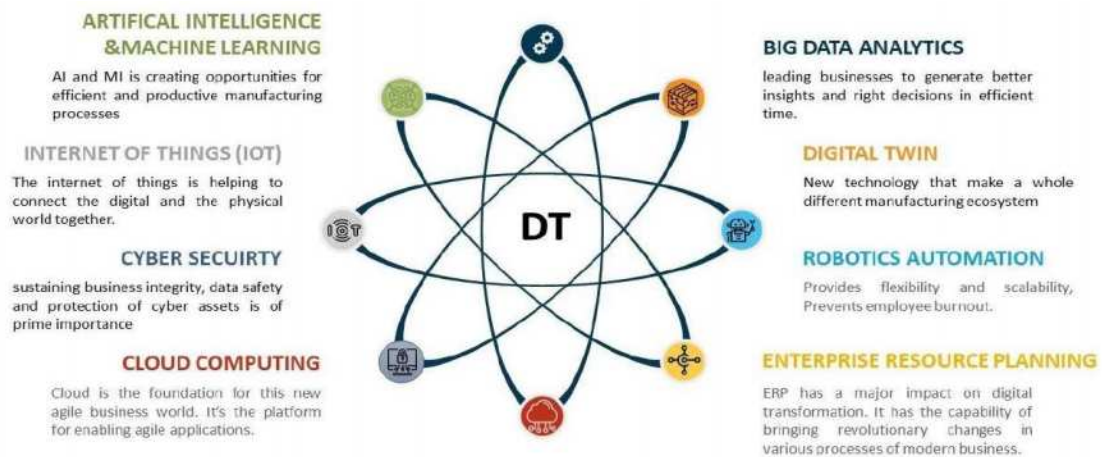 ARTIFICAL INTELLIGENCE
&MACHINE LEARNING
AI and MI is creating opportunities for
efficient and productive manufacturing
processes
INTERNET OF THINGS (IOT)
The internet of things is helping to
connect the digital and the physical
world together.
CYBER SECUIRTY
sustaining business integrity, data safety
and protection of cyber assets is of
prime importance
CLOUD COMPUTING
Cloud is the foundation for this new
agile business world. It's the platform
for enabling agile applications.
IOT
DT
BIG DATA ANALYTICS
leading businesses to generate better
insights and right decisions in efficient
time.
DIGITAL TWIN
New technology that make a whole
different manufacturing ecosystem
ROBOTICS AUTOMATION
Provides flexibility and scalability,
Prevents employee burnout.
ENTERPRISE RESOURCE PLANNING
ERP has a major impact on digital
transformation. It has the capability of
bringing revolutionary changes in
various processes of modern business.